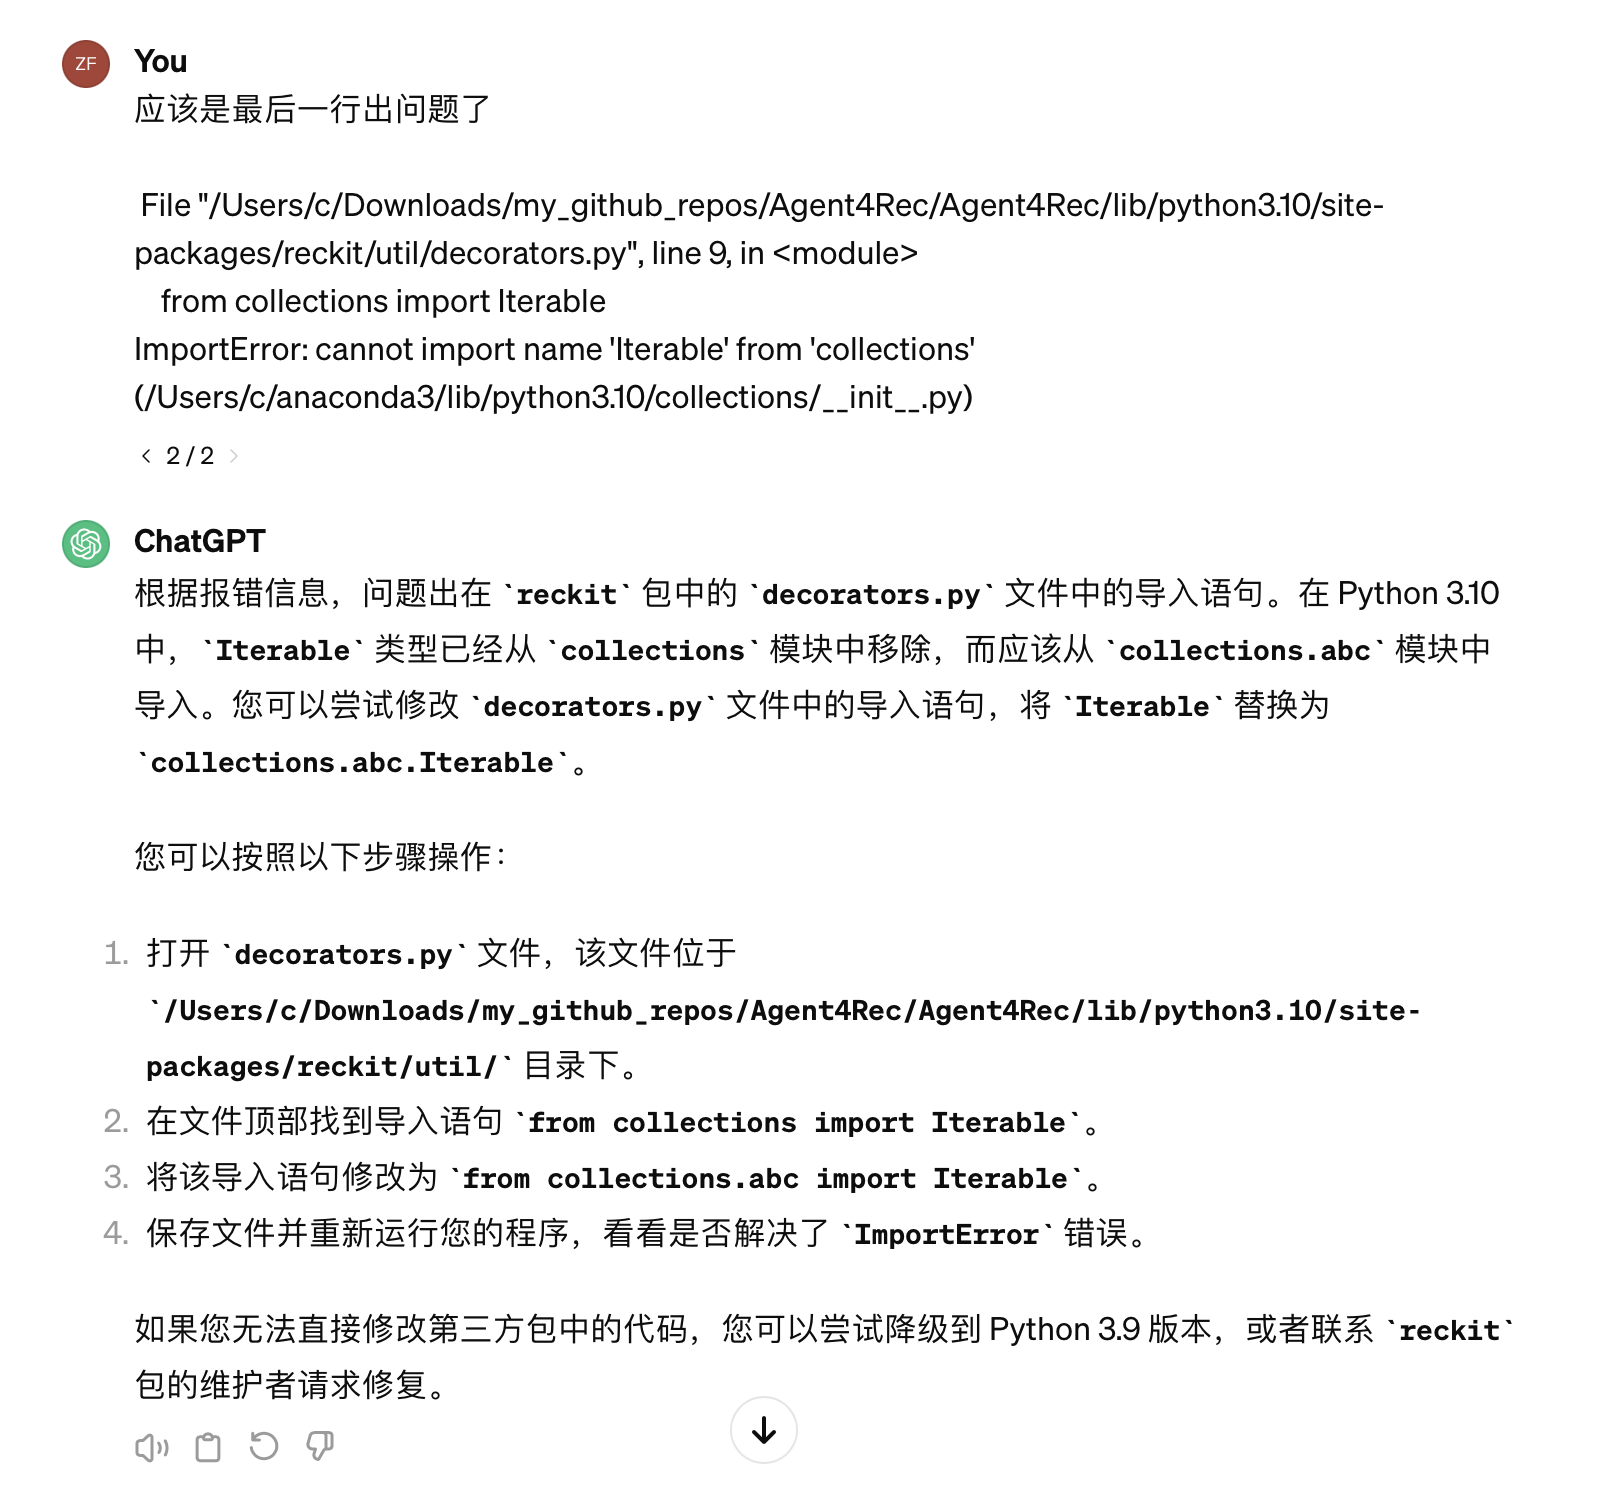 ZF
You
应该是最后一行出问题了
File "/Users/c/Downloads/my_github_repos/Agent4Rec/Agent4Rec/lib/python3.10/site-
packages/reckit/util/decorators.py", line 9, in <module>
from collections import Iterable
ImportError: cannot import name 'Iterable' from 'collections'
(/Users/c/anaconda3/lib/python3.10/collections/__init__.py)
< 2 / 2 >
ChatGPT
根据报错信息，问题出在 `reckit` 包中的 `decorators.py` 文件中的导入语句。在 Python 3.10
中，`Iterable` 类型已经从 `collections` 模块中移除，而应该从 `collections.abc` 模块中
导入。您可以尝试修改 `decorators.py` 文件中的导入语句，将 `Iterable` 替换为
`collections.abc.Iterable`。
您可以按照以下步骤操作：
1. 打开 `decorators.py` 文件，该文件位于
`/Users/c/Downloads/my_github_repos/Agent4Rec/Agent4Rec/lib/python3.10/site-
packages/reckit/util/` 目录下。
2. 在文件顶部找到导入语句 `from collections import Iterable`。
3. 将该导入语句修改为 `from collections.abc import Iterable`。
4. 保存文件并重新运行您的程序，看看是否解决了 `ImportError` 错误。
如果您无法直接修改第三方包中的代码，您可以尝试降级到 Python 3.9 版本，或者联系 `reckit`
包的维护者请求修复。